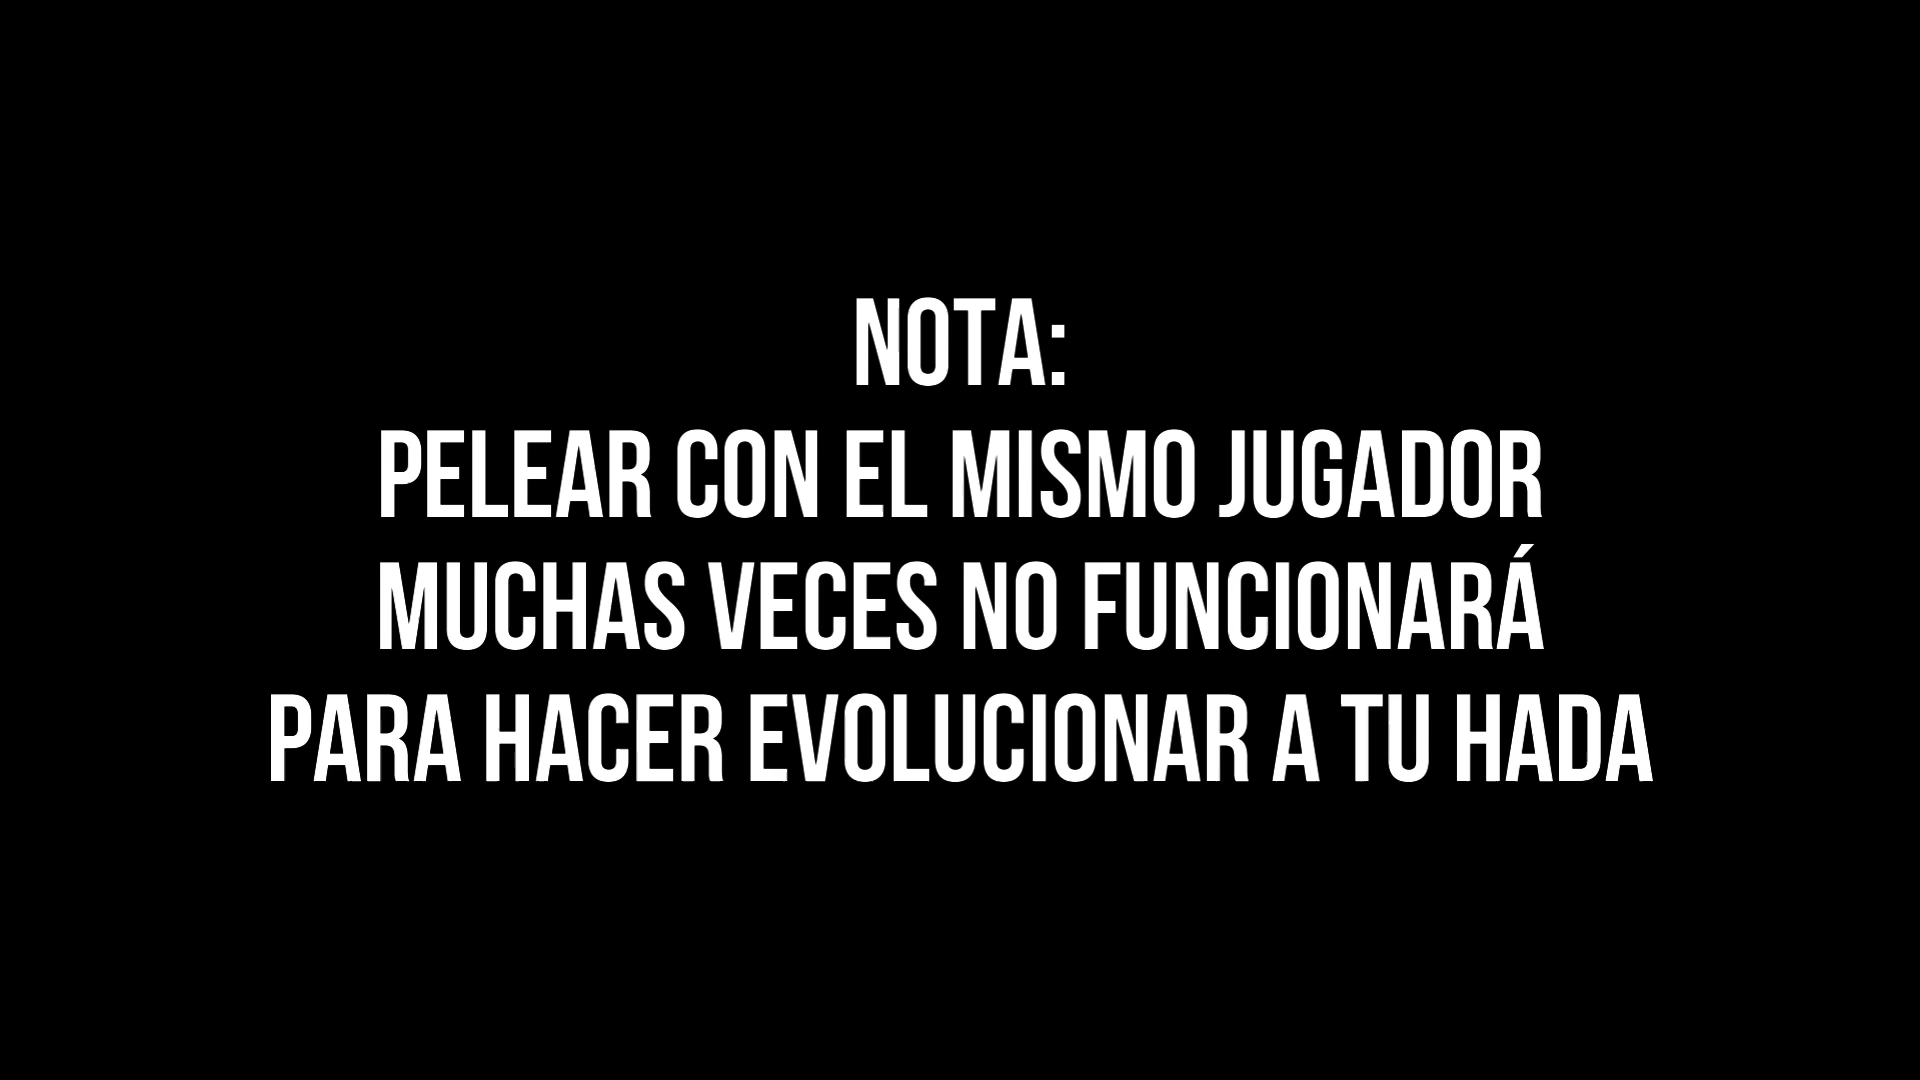 NOTA:
PELEAR CON EL MISMO JUGADOR
MUCHAS VECES NO FUNCIONARÁ
PARA HACER EVOLUCIONAR A TU HADA